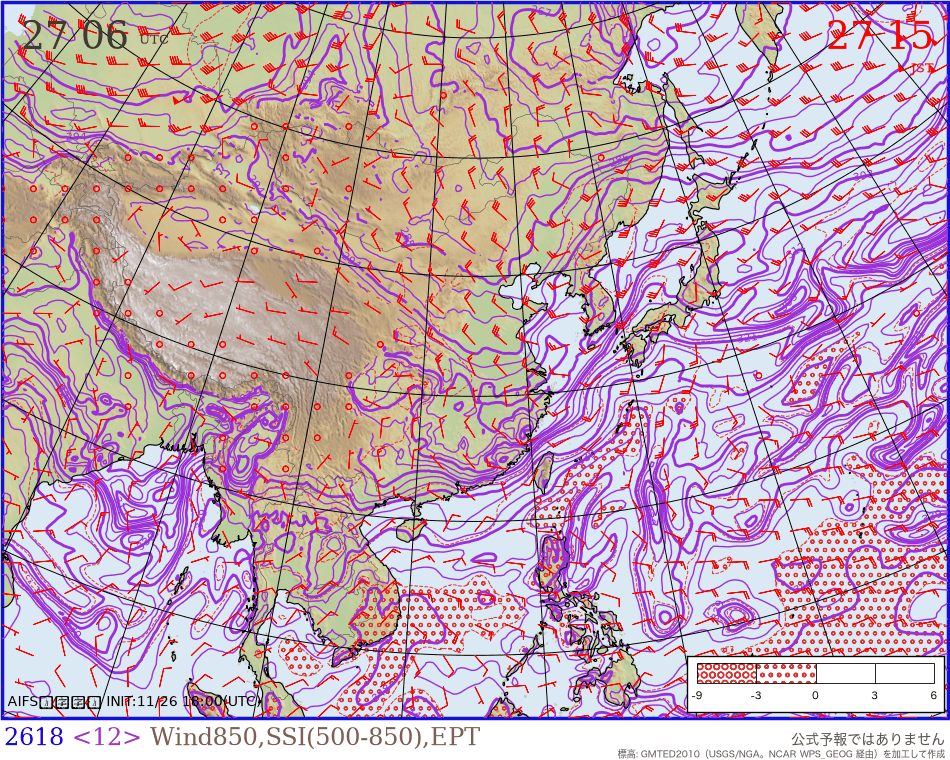 27 06 UTC
27 15
JST
AIFS INIT:11/26 18:00(UTC)
-9 -3 0 3 6
2618 <12> Wind850,SSI(500-850),EPT
公式予報ではありません
標高: GMTED2010（USGS/NGA。NCAR WPS_GEOG 経由）を加工して作成